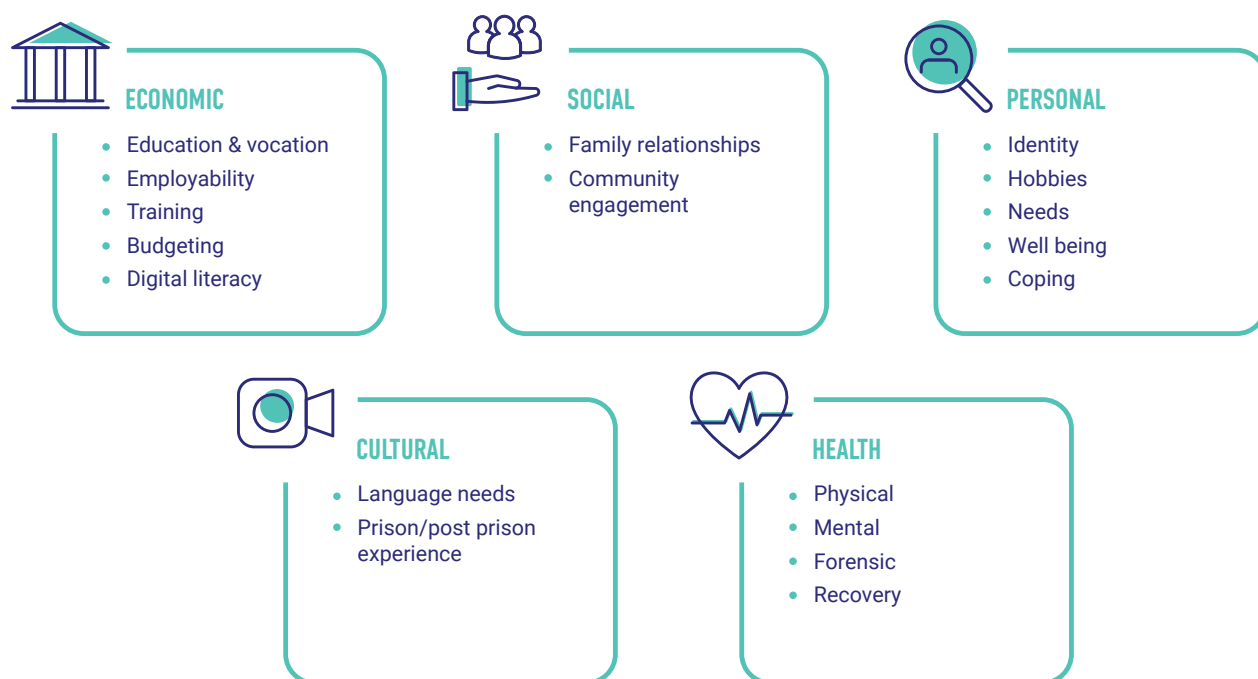 ECONOMIC
Education & vocation
Employability
Training
Budgeting
Digital literacy
SOCIAL
Family relationships
Community
engagement
PERSONAL
Identity
Hobbies
Needs
Well being
Coping
CULTURAL
Language needs
Prison/post prison
experience
HEALTH
Physical
Mental
Forensic
Recovery